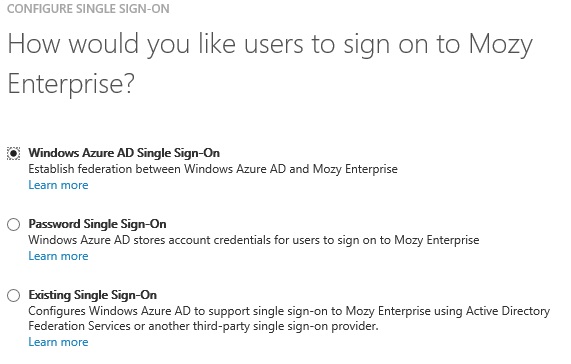 CONFIGURE SINGLE SIGN-ON
How would you like users to sign on to Mozy
Enterprise?
Windows Azure AD Single Sign-On
Establish federation between Windows Azure AD and Mozy Enterprise
Learn more
Password Single Sign-On
Windows Azure AD stores account credentials for users to sign on to Mozy Enterprise
Learn more
Existing Single Sign-On
Configures Windows Azure AD to support single sign-on to Mozy Enterprise using Active Directory
Federation Services or another third-party single sign-on provider.
Learn more